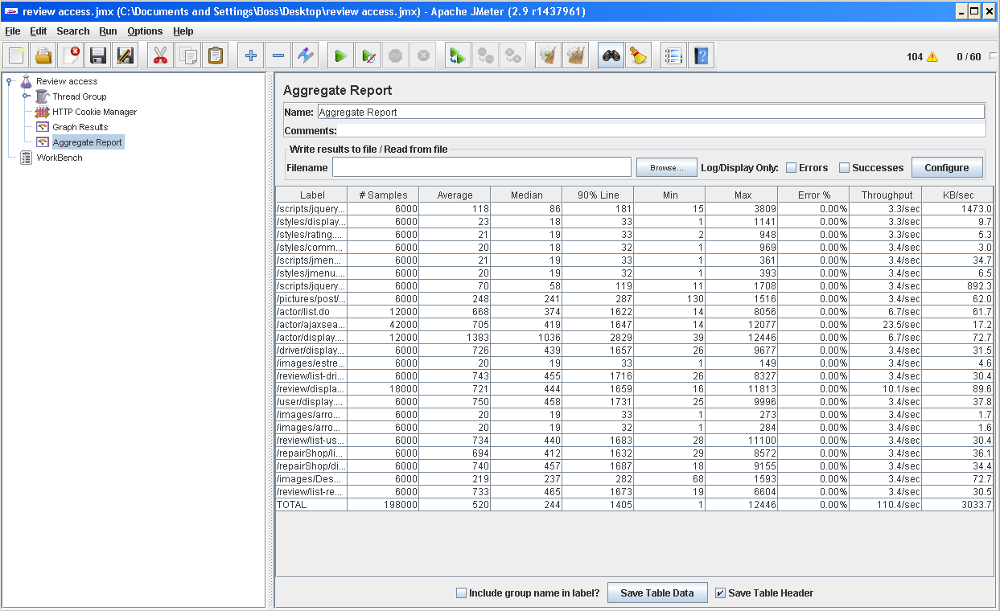 review access.jmx (C:\Documents and Settings\Boss\Desktop\review access.jmx) - Apache JMeter (2.9 r1437961)
File Edit Search Run Options Help
104 0 / 60
Review access
Thread Group
HTTP Cookie Manager
Graph Results
Aggregate Report
WorkBench
Aggregate Report
Name: Aggregate Report
Comments:
Write results to file / Read from file
Filename Browse... Log/Display Only: Errors Successes Configure
Label # Samples Average Median 90% Line Min Max Error % Throughput KB/sec
/scripts/jquery... 6000 118 86 181 15 3809 0.00% 3.3/sec 1473.0
/styles/display... 6000 23 18 33 1 1141 0.00% 3.3/sec 9.7
/styles/rating.... 6000 21 19 33 2 948 0.00% 3.3/sec 5.3
/styles/comm... 6000 20 18 32 1 969 0.00% 3.4/sec 3.0
/scripts/jmen... 6000 21 19 33 1 361 0.00% 3.4/sec 34.7
/styles/jmenu.... 6000 20 19 32 1 393 0.00% 3.4/sec 6.5
/scripts/jquery... 6000 70 58 119 11 1708 0.00% 3.4/sec 892.3
/pictures/post/... 6000 248 241 287 130 1516 0.00% 3.4/sec 62.0
/actor/list.do 12000 668 374 1622 14 8056 0.00% 6.7/sec 61.7
/actor/ajaxsea... 42000 705 419 1647 14 12077 0.00% 23.5/sec 17.2
/actor/display.... 12000 1383 1036 2829 39 12446 0.00% 6.7/sec 72.7
/driver/display... 6000 726 439 1657 26 9677 0.00% 3.4/sec 31.5
/images/estre... 6000 20 19 33 1 149 0.00% 3.4/sec 4.6
/review/list-dri... 6000 743 455 1716 26 8327 0.00% 3.4/sec 30.4
/review/displa... 18000 721 444 1659 16 11813 0.00% 10.1/sec 89.6
/user/display.... 6000 750 458 1731 25 9996 0.00% 3.4/sec 37.8
/images/arro... 6000 20 19 33 1 273 0.00% 3.4/sec 1.7
/images/arro... 6000 20 19 32 1 284 0.00% 3.4/sec 1.6
/review/list-us... 6000 734 440 1683 28 11100 0.00% 3.4/sec 30.4
/repairShop/li... 6000 694 412 1632 29 8572 0.00% 3.4/sec 36.1
/repairShop/di... 6000 740 457 1687 18 9155 0.00% 3.4/sec 34.4
/images/Des... 6000 219 237 282 68 1593 0.00% 3.4/sec 72.7
/review/list-re... 6000 733 465 1673 19 6604 0.00% 3.4/sec 30.5
TOTAL 198000 520 244 1405 1 12446 0.00% 110.4/sec 3033.7
Include group name in label? Save Table Data Save Table Header